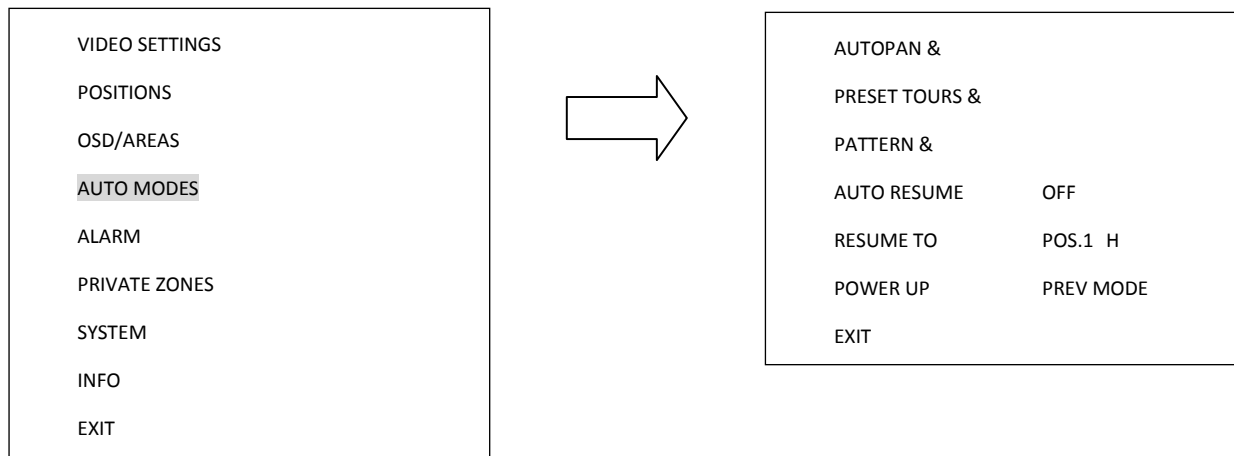 VIDEO SETTINGS
POSITIONS
OSD/AREAS
AUTO MODES
ALARM
PRIVATE ZONES
SYSTEM
INFO
EXIT
AUTOPAN &
PRESET TOURS &
PATTERN &
AUTO RESUME OFF
RESUME TO POS.1 H
POWER UP PREV MODE
EXIT